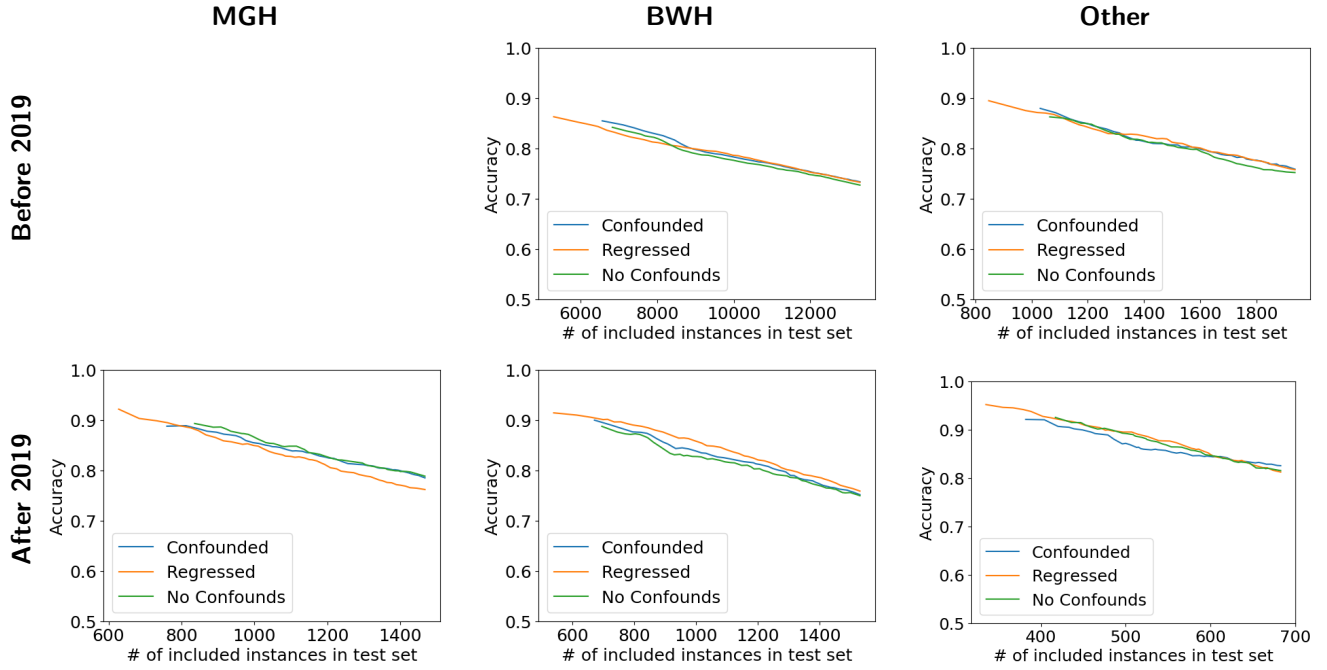 MGH
BWH
Other
Before 2019
Accuracy
1.0
0.9
0.8
0.7
0.6
0.5
Confounded
Regressed
No Confounds
6000 8000 10000 12000
# of included instances in test set
Accuracy
1.0
0.9
0.8
0.7
0.6
0.5
Confounded
Regressed
No Confounds
800 1000 1200 1400 1600 1800
# of included instances in test set
After 2019
Accuracy
1.0
0.9
0.8
0.7
0.6
0.5
Confounded
Regressed
No Confounds
600 800 1000 1200 1400
# of included instances in test set
Accuracy
1.0
0.9
0.8
0.7
0.6
0.5
Confounded
Regressed
No Confounds
600 800 1000 1200 1400
# of included instances in test set
Accuracy
1.0
0.9
0.8
0.7
0.6
0.5
Confounded
Regressed
No Confounds
400 500 600 700
# of included instances in test set